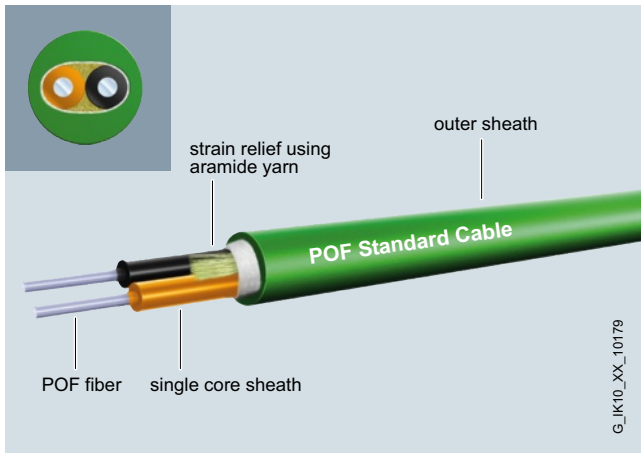 outer sheath
strain relief using
aramide yarn
POF Standard Cable
POF fiber
single core sheath
G_IK10_XX_10179